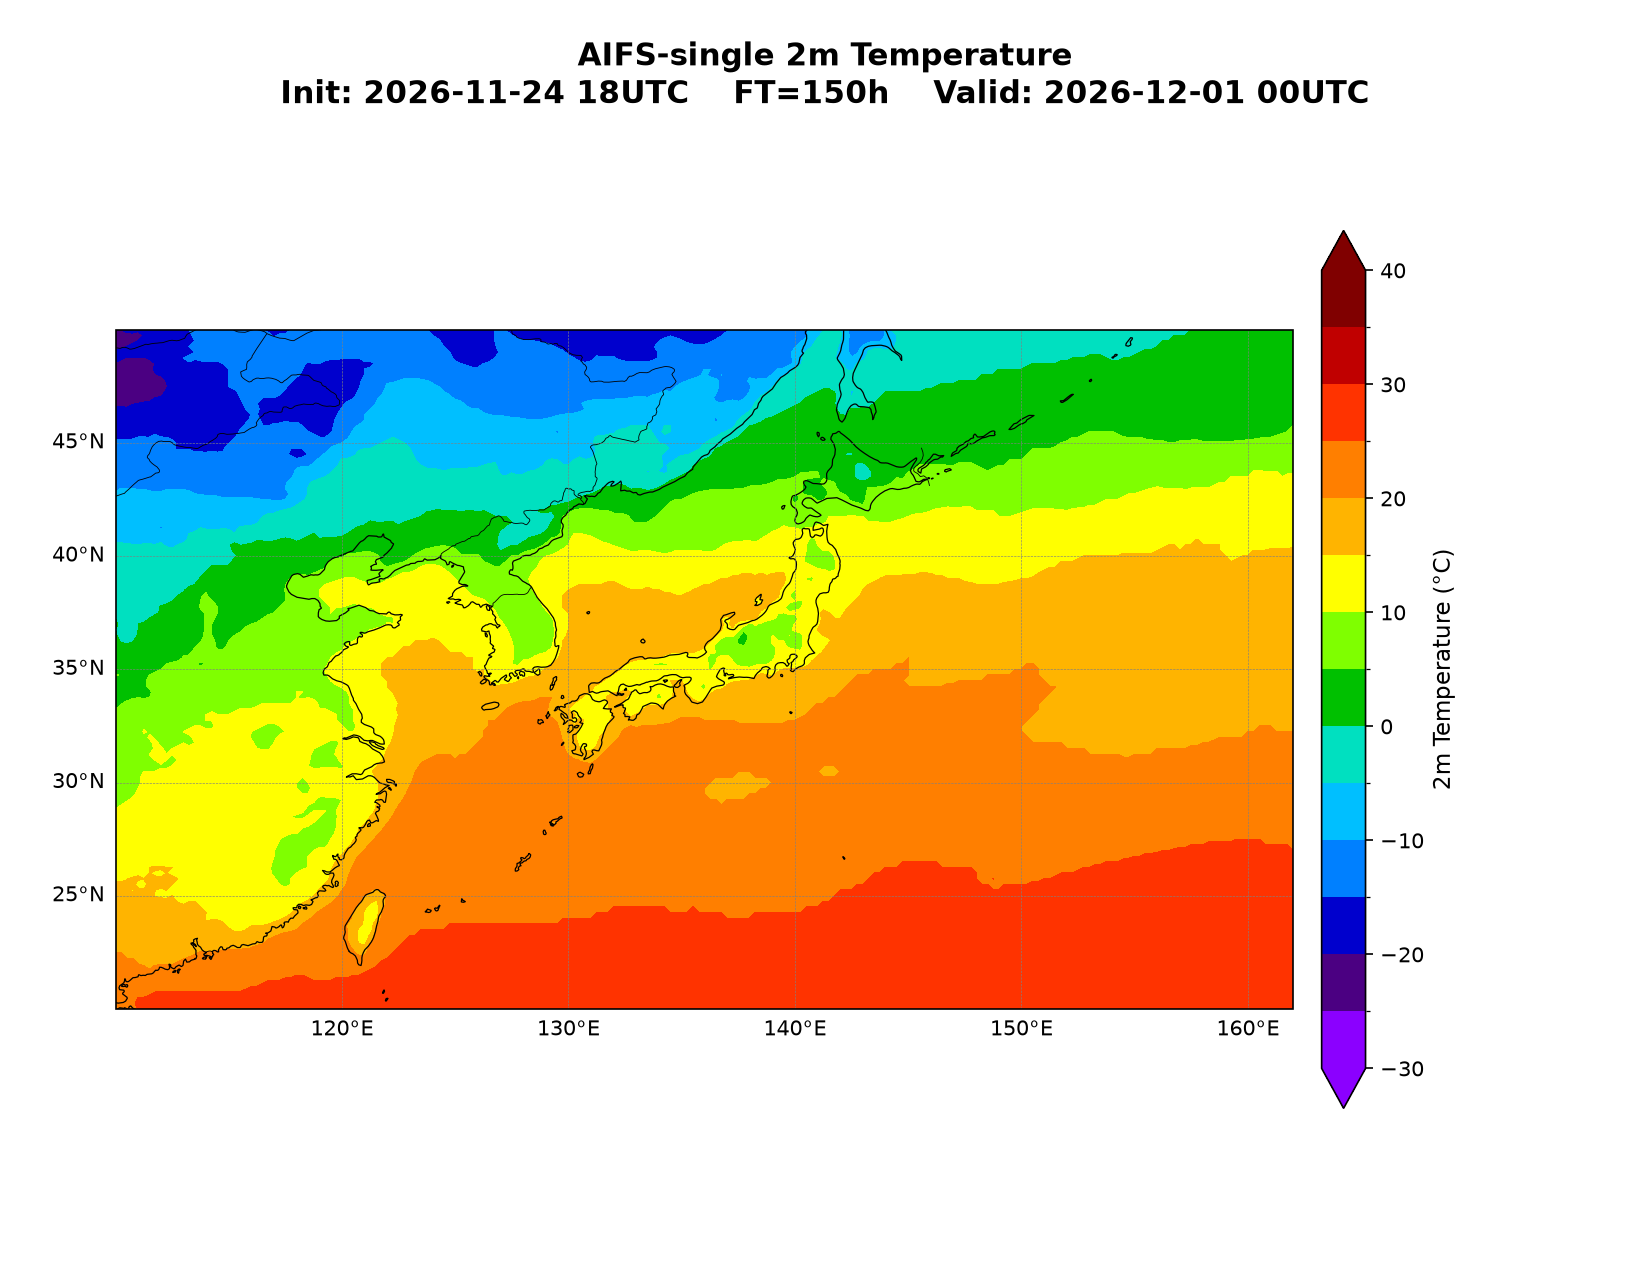 AIFS-single 2m Temperature
Init: 2026-11-24 18UTC    FT=150h    Valid: 2026-12-01 00UTC
45°N
40°N
35°N
30°N
25°N
120°E
130°E
140°E
150°E
160°E
40
30
20
10
0
−10
−20
−30
2m Temperature (°C)